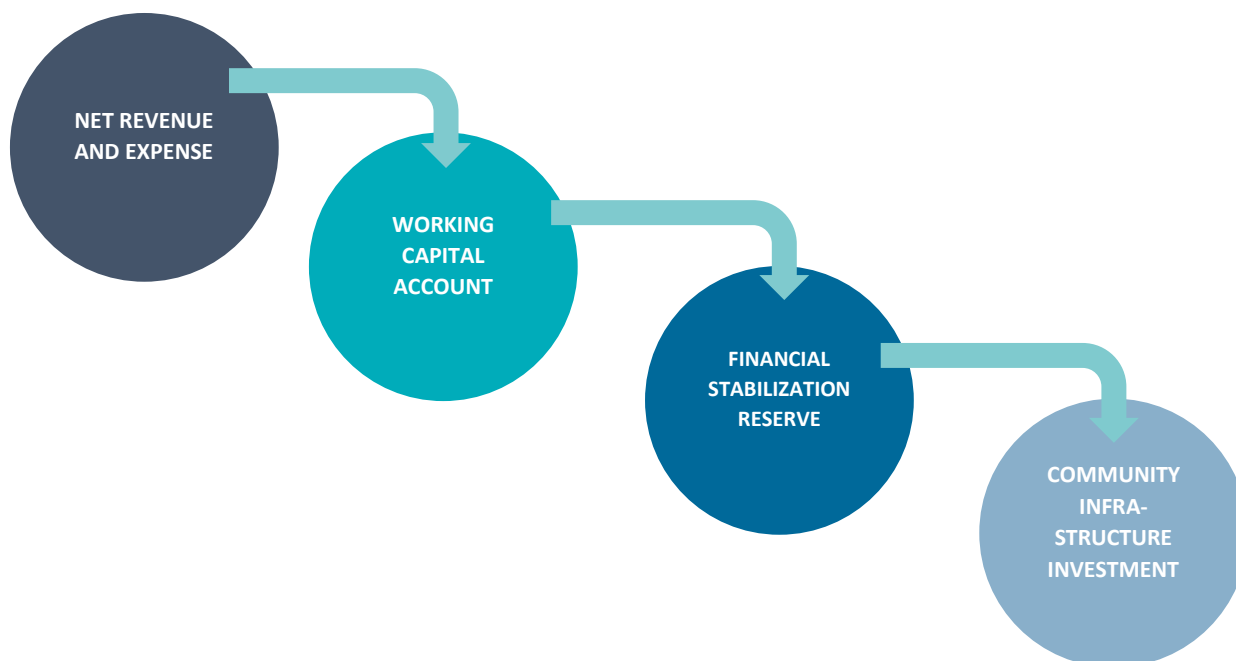 NET REVENUE
AND EXPENSE
WORKING
CAPITAL
ACCOUNT
FINANCIAL
STABILIZATION
RESERVE
COMMUNITY
INFRA-
STRUCTURE
INVESTMENT